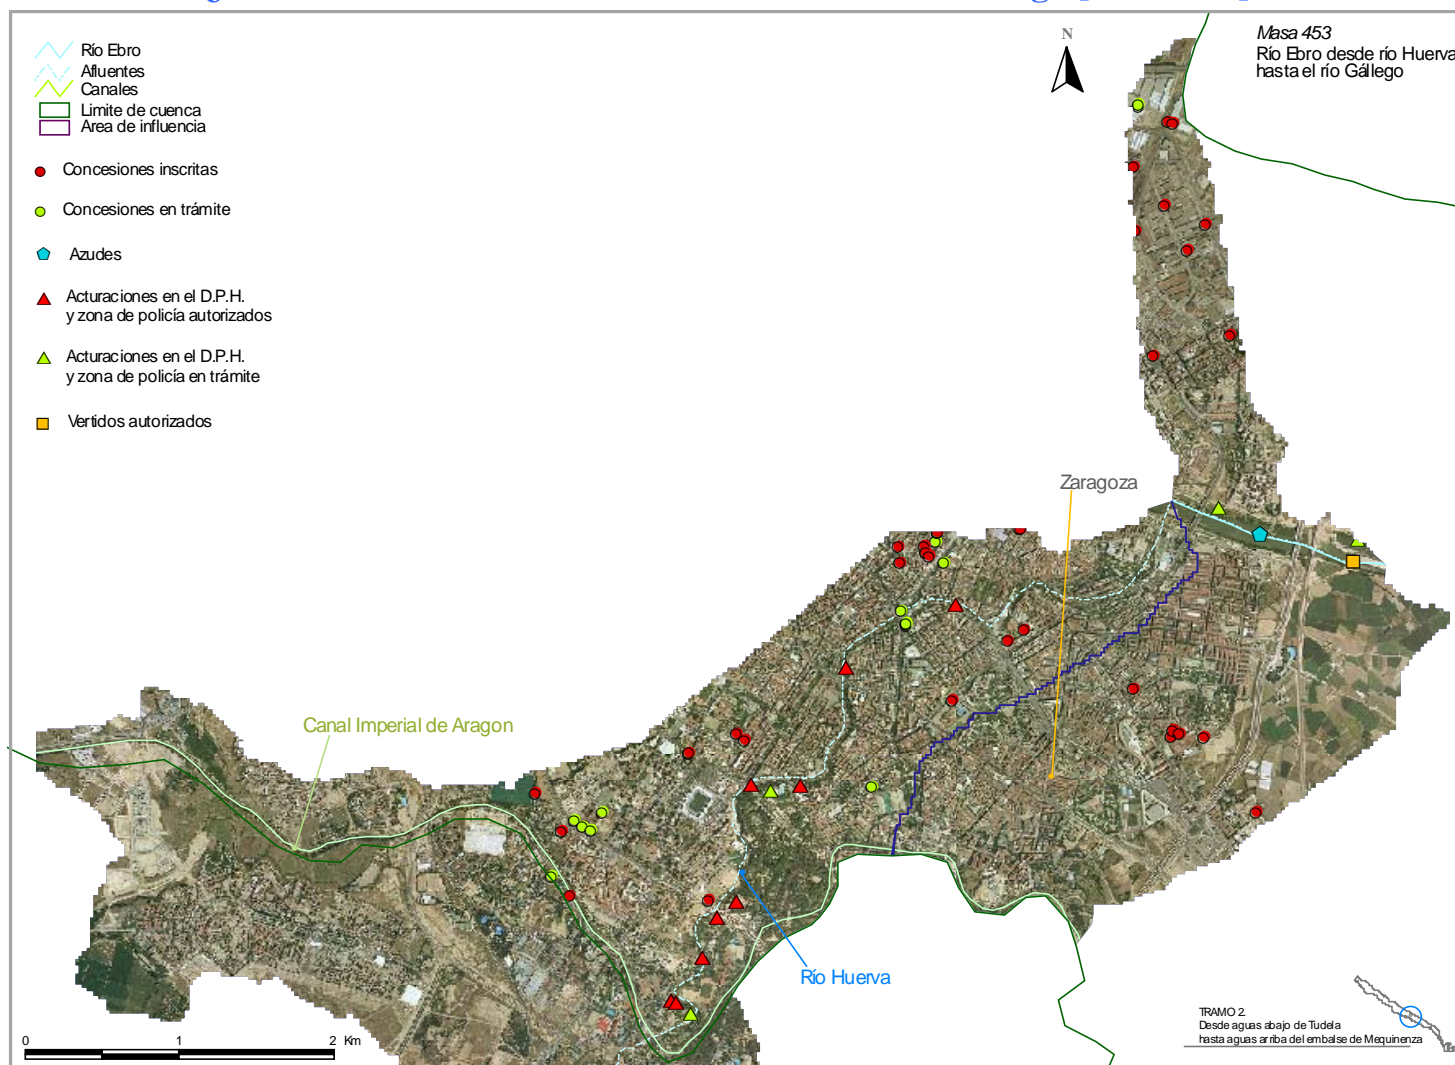 Río Ebro
Afluentes
Canales
Limite de cuenca
Area de influencia
Concesiones inscritas
Concesiones en trámite
Azudes
Acturaciones en el D.P.H.
y zona de policía autorizados
Acturaciones en el D.P.H.
y zona de policía en trámite
Vertidos autorizados
N
Masa 453
Río Ebro desde río Huerva
hasta el río Gállego
Zaragoza
Canal Imperial de Aragon
Río Huerva
0 1 2 Km
TRAMO 2.
Desde aguas abajo de Tudela
hasta aguas arriba del embalse de Mequinenza